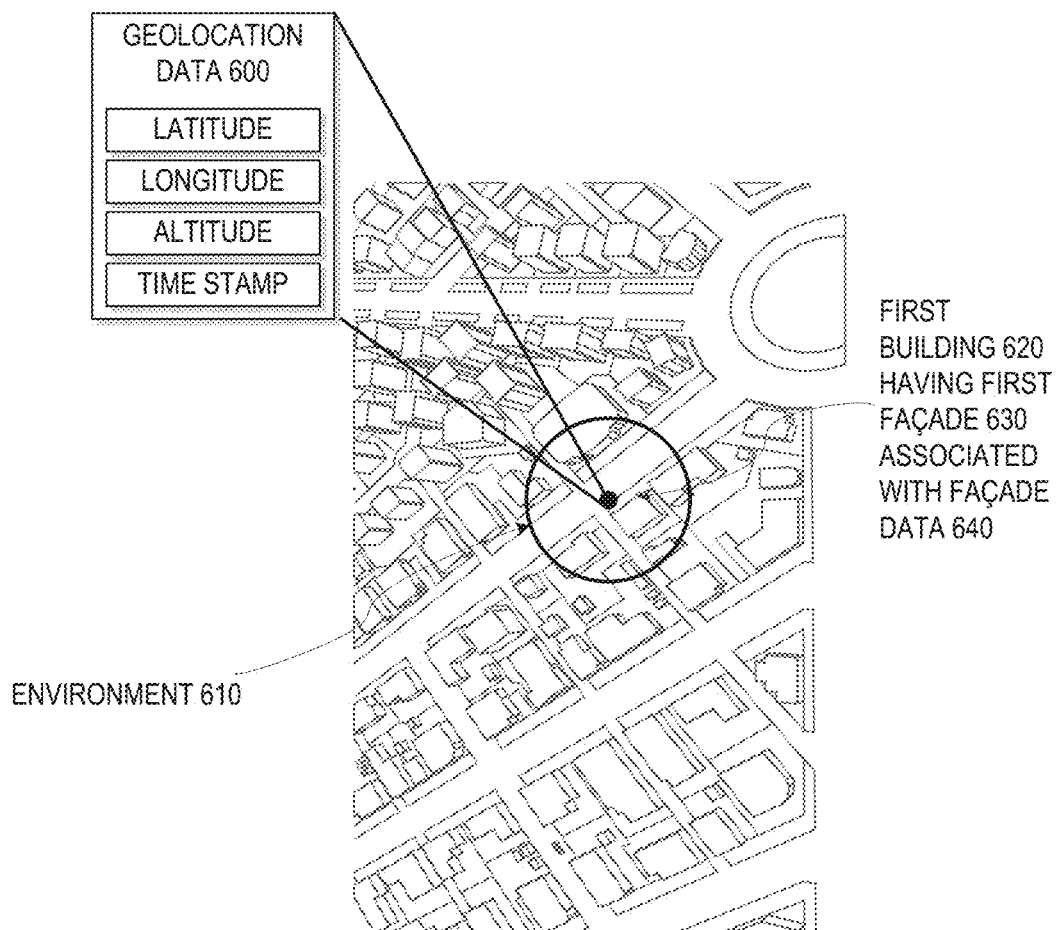 GEOLOCATION
DATA 600
LATITUDE
LONGITUDE
ALTITUDE
TIME STAMP
FIRST
BUILDING 620
HAVING FIRST
FAÇADE 630
ASSOCIATED
WITH FAÇADE
DATA 640
ENVIRONMENT 610